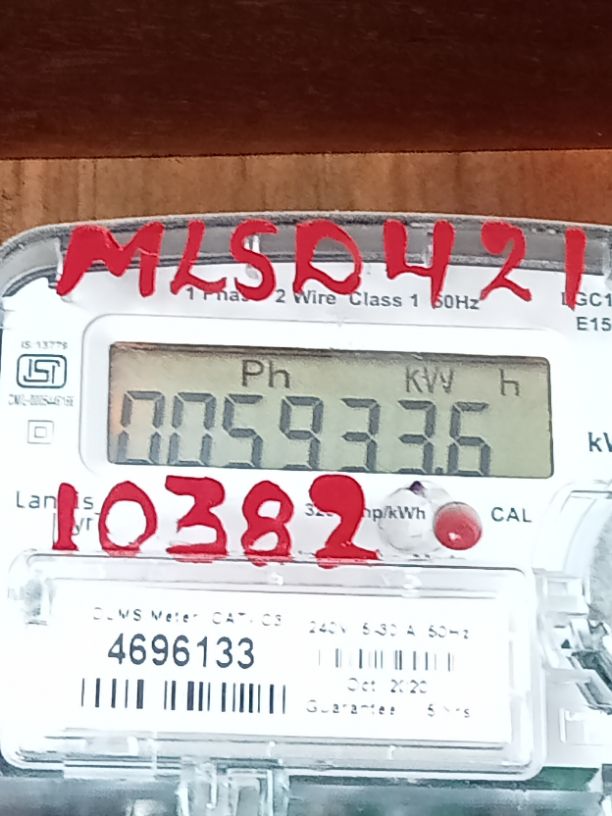 MLSD421
1 Phase 2 Wire Class 1 50Hz
IS 13779
ISI
Ph KW h
005933.6
10382
CAL
DLMS Meter CAT- C3
4696133
240V 5-30 A 50Hz
Oct 2020
Guarantee 5 Yrs